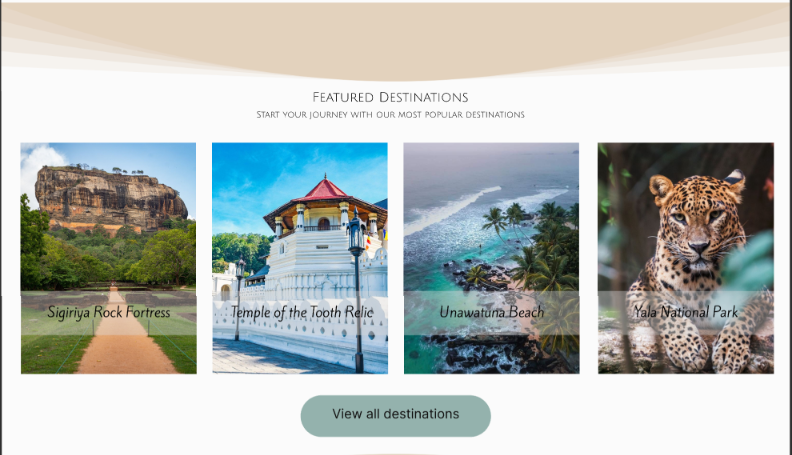 Featured Destinations
Start your journey with our most popular destinations
Sigiriya Rock Fortress
Temple of the Tooth Relic
Unawatuna Beach
Yala National Park
View all destinations